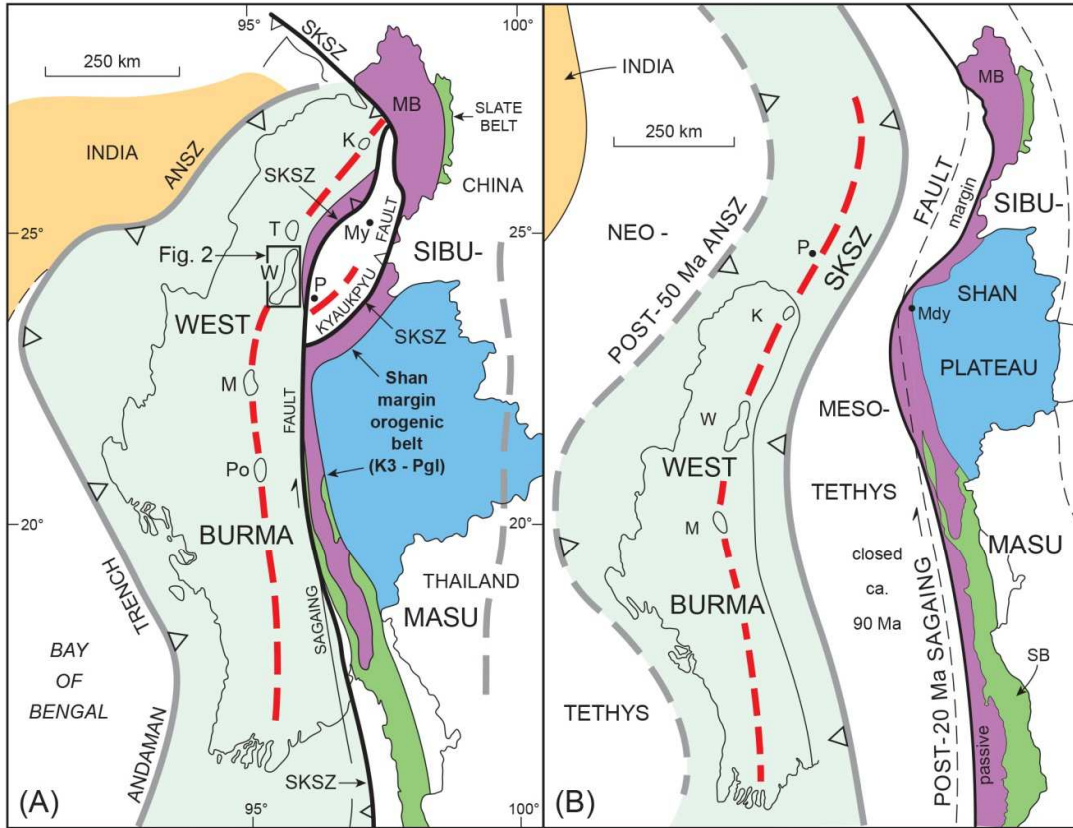 95°
100°
SKSZ
250 km
MB
SLATE
BELT
INDIA
ANSZ
K
CHINA
SKSZ
25°
T
My
FAULT
SIBU-
Fig. 2
W
P
KYAUKPYU
WEST
SKSZ
M
FAULT
Shan
margin
orogenic
belt
(K3 - Pgl)
Po
20°
BURMA
THAILAND
TRENCH
SAGAING
MASU
BAY
OF
BENGAL
ANDAMAN
SKSZ
(A)
95°
100°
B
INDIA
MB
250 km
FAULT
margin
SIBU-
NEO -
P
SKSZ
SHAN
POST-50 Ma ANSZ
K
Mdy
PLATEAU
MESO-
W
WEST
TETHYS
M
MASU
closed
ca.
90 Ma
BURMA
POST-20 Ma SAGAING
SB
TETHYS
passive
(B)